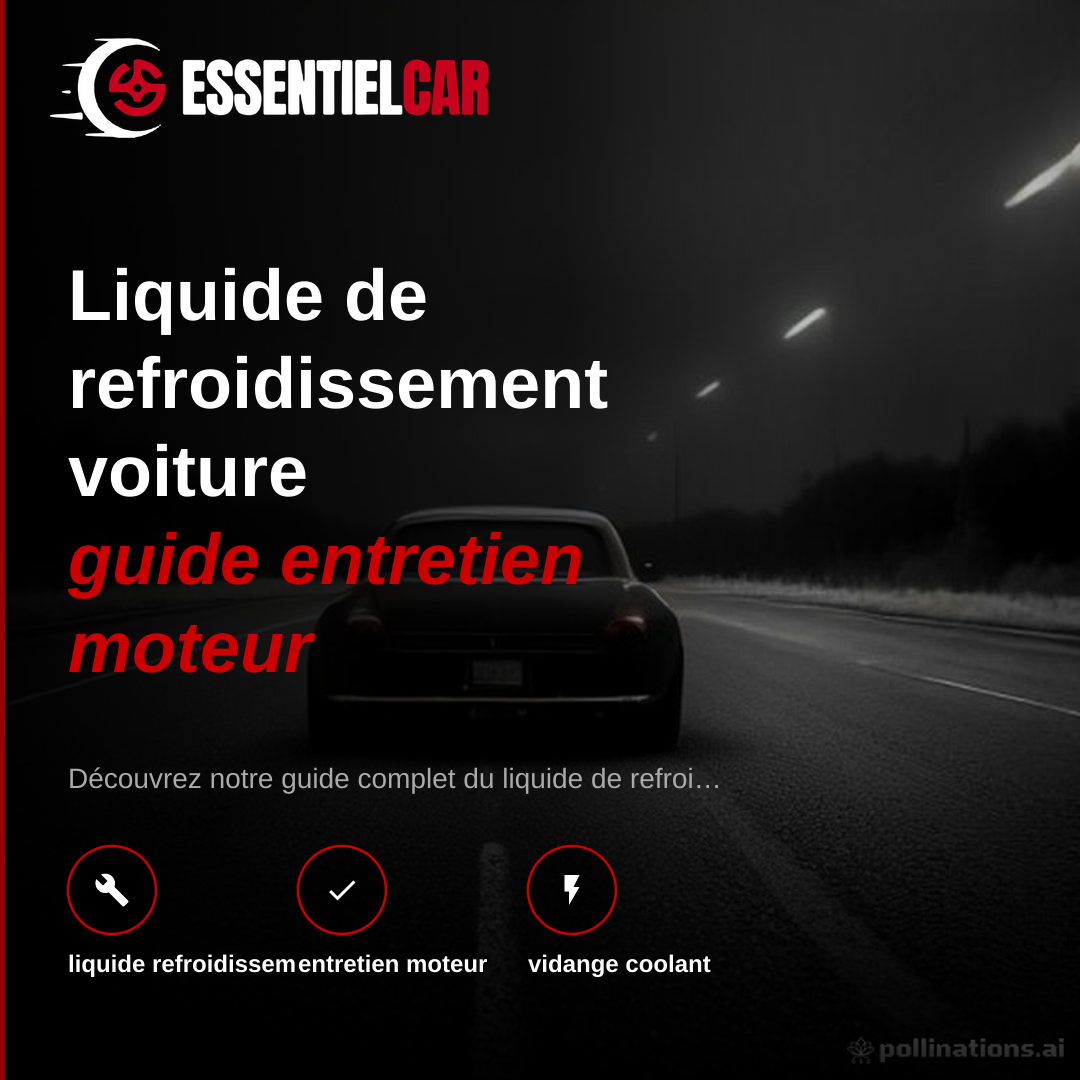 ESSENTIELCAR
Liquide de
refroidissement
voiture
guide entretien
moteur
Découvrez notre guide complet du liquide de refroi…
liquide refroidissem entretien moteur vidange coolant
pollinations.ai